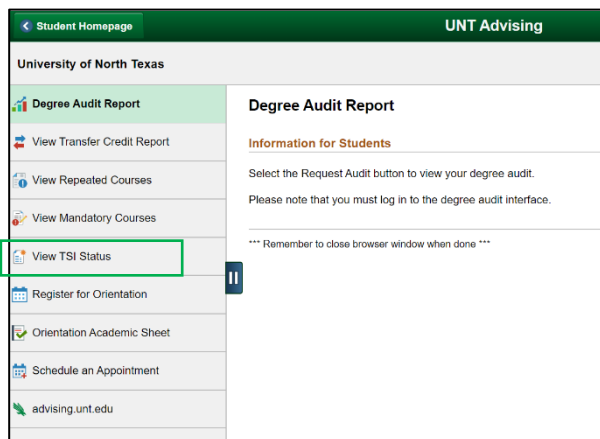 Student Homepage
UNT Advising
University of North Texas
Degree Audit Report
View Transfer Credit Report
View Repeated Courses
View Mandatory Courses
View TSI Status
Register for Orientation
Orientation Academic Sheet
Schedule an Appointment
advising.unt.edu
Degree Audit Report
Information for Students
Select the Request Audit button to view your degree audit.
Please note that you must log in to the degree audit interface.
*** Remember to close browser window when done ***